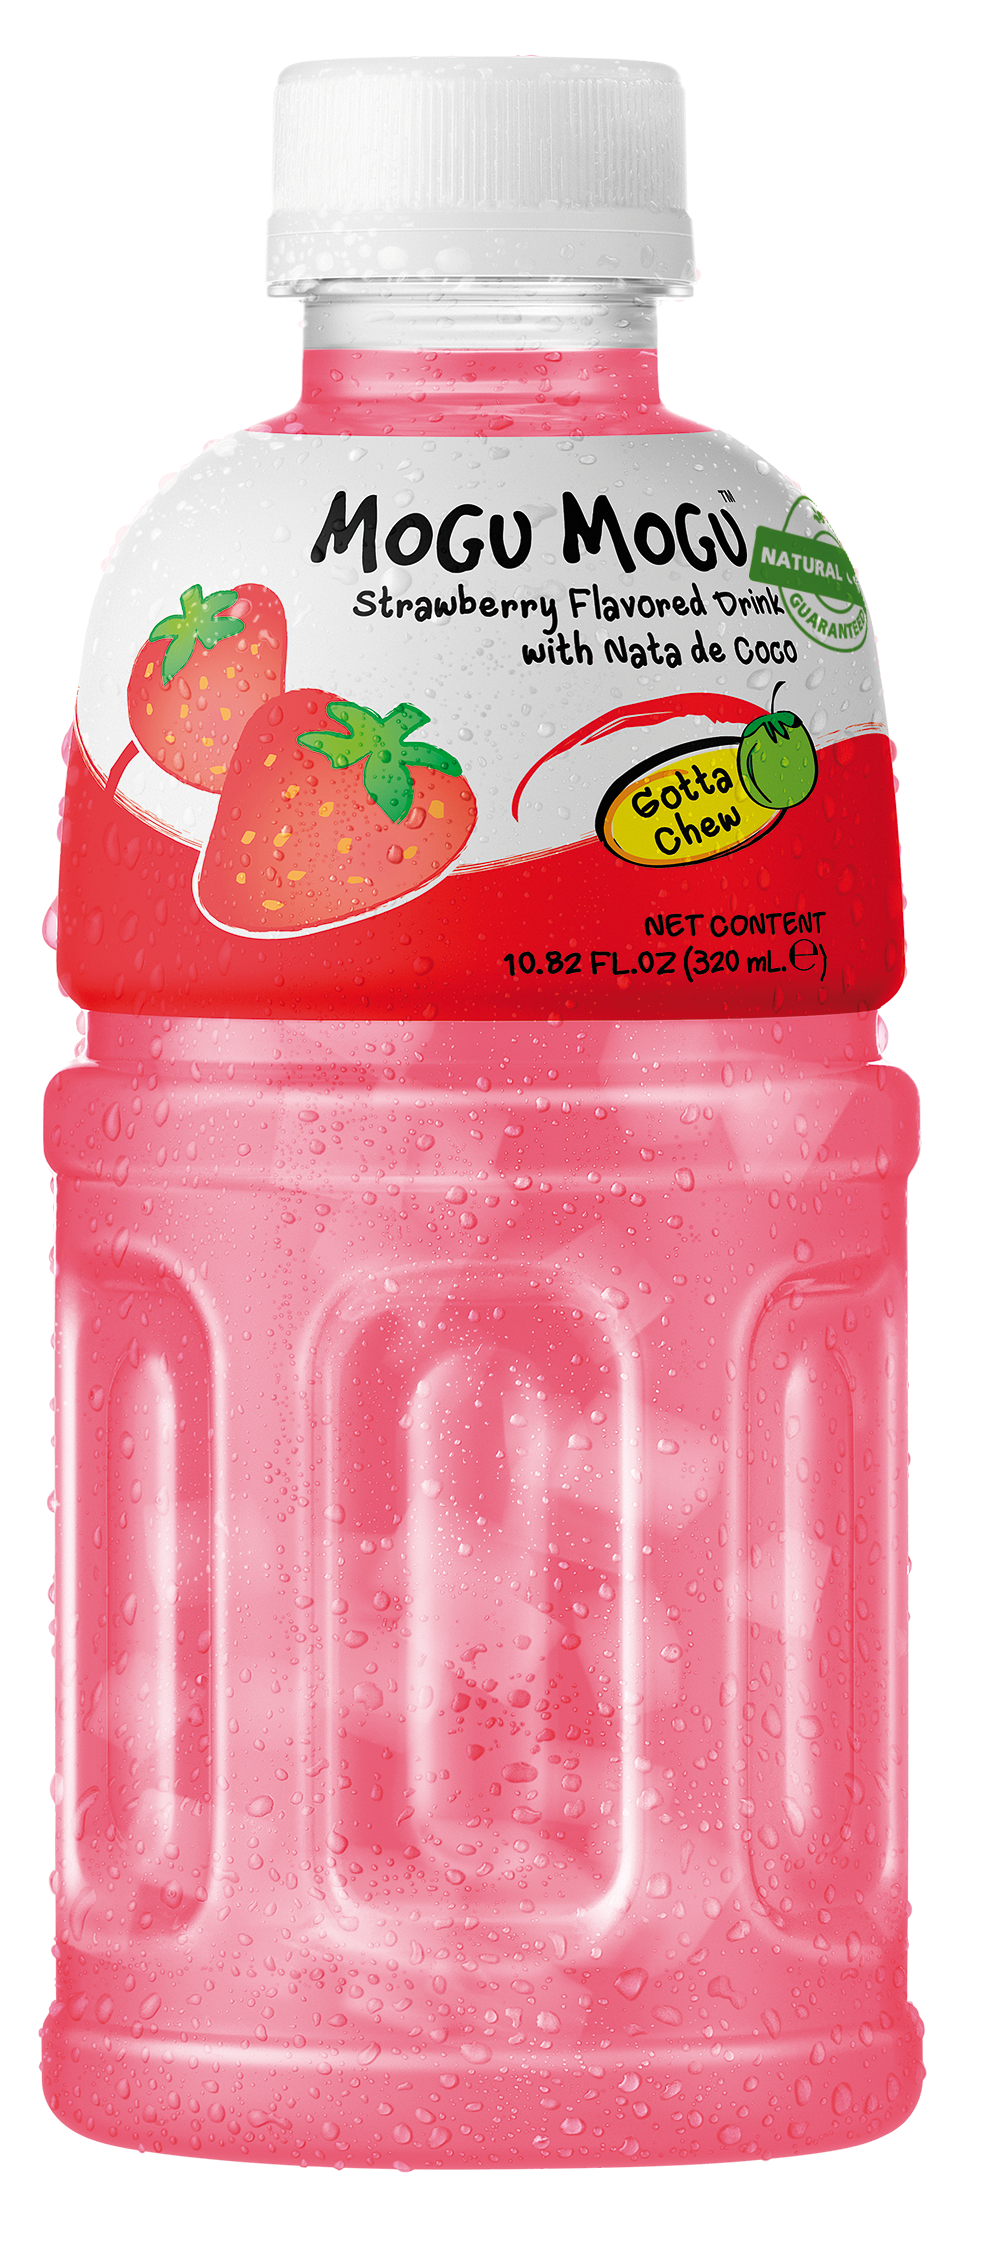 MOGU MOGU™
Strawberry Flavored Drink
with Nata de Coco
NATURAL
GUARANTEED
Gotta
Chew
NET CONTENT
10.82 FL.OZ (320 mL.℮)